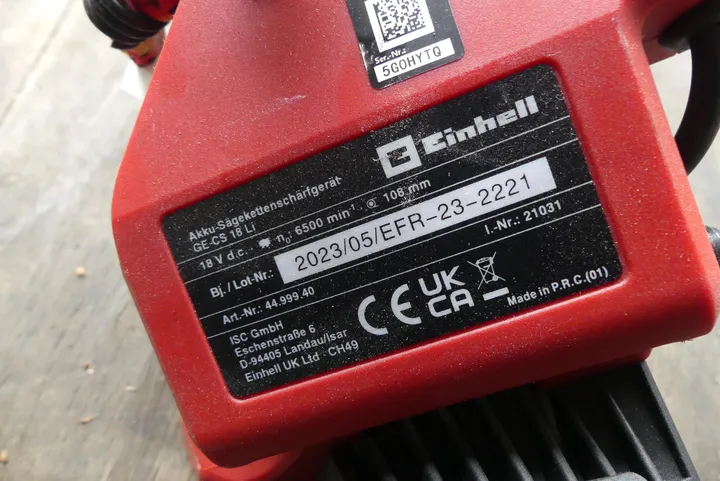 Ser.-Nr.:
5G0HYTQ
Einhell
Akku-Sägekettenschärfgerät
GE-CS 18 Li
18 V d.c. n₀: 6500 min⁻¹ 108 mm
Bj. / Lot-Nr.: 2023/05/EFR-23-2221
Art.-Nr.: 44.999.40 I.-Nr.: 21031
ISC GmbH
Eschenstraße 6
D-94405 Landau/Isar
Einhell UK Ltd CH49
CE UK CA
Made in P.R.C.(01)